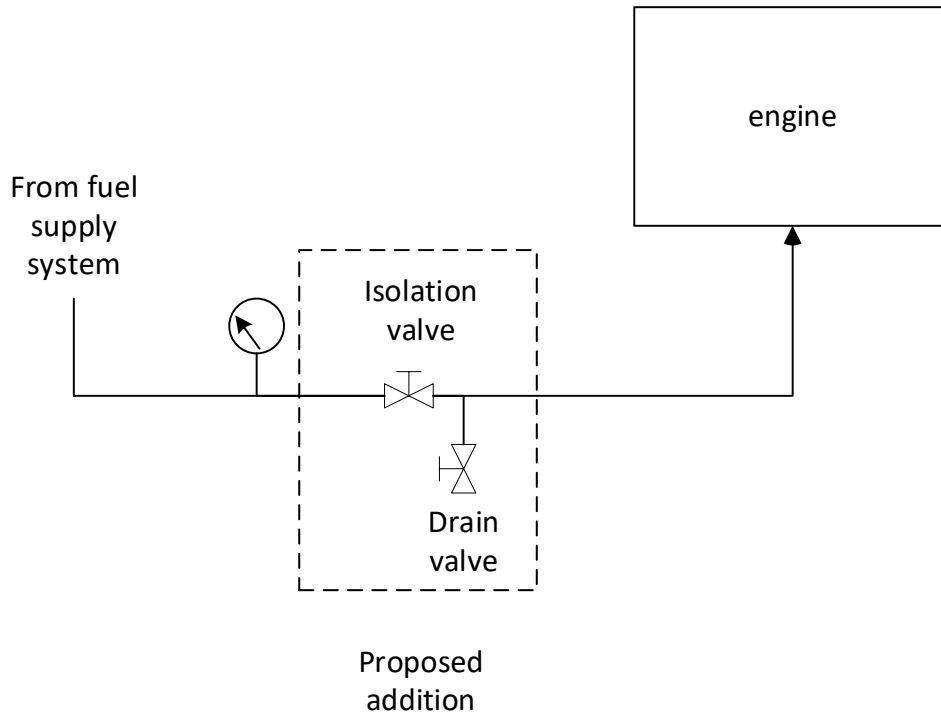 engine
From fuel
supply
system
Isolation
valve
Drain
valve
Proposed
addition